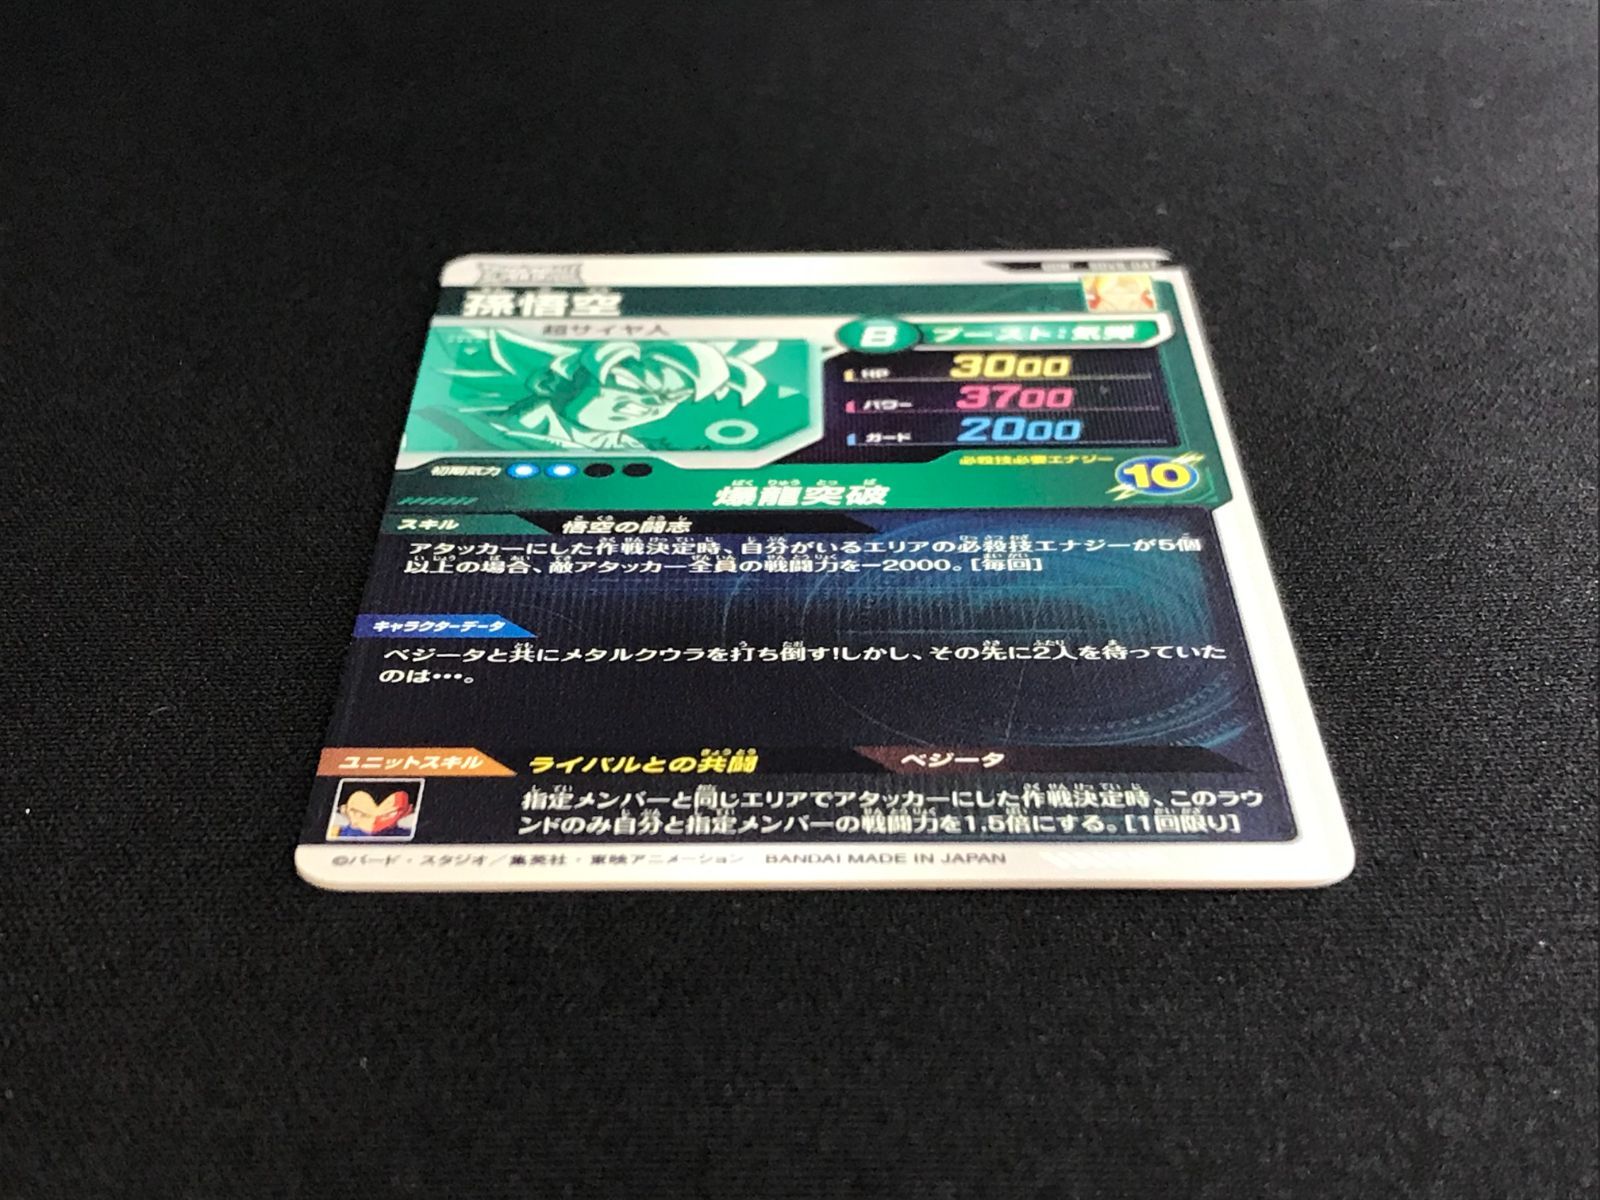 孫悟空
超サイヤ人
B
ブースト:気弾
HP 3000
パワー 3700
ガード 2000
初期気力
必殺技必要エナジー
10
ばくりゅうとっぱ
爆龍突破
スキル
悟空の闘志
アタッカーにした作戦決定時、自分がいるエリアの必殺技エナジーが5個
以上の場合、敵アタッカー全員の戦闘力を-2000。[毎回]
キャラクターデータ
ベジータと共にメタルクウラを打ち倒す!しかし、その先に2人を待っていた
のは…。
ユニットスキル
ライバルとの共闘
ベジータ
指定メンバーと同じエリアでアタッカーにした作戦決定時、このラウ
ンドのみ自分と指定メンバーの戦闘力を1.5倍にする。[1回限り]
©バード・スタジオ/集英社・東映アニメーション BANDAI MADE IN JAPAN